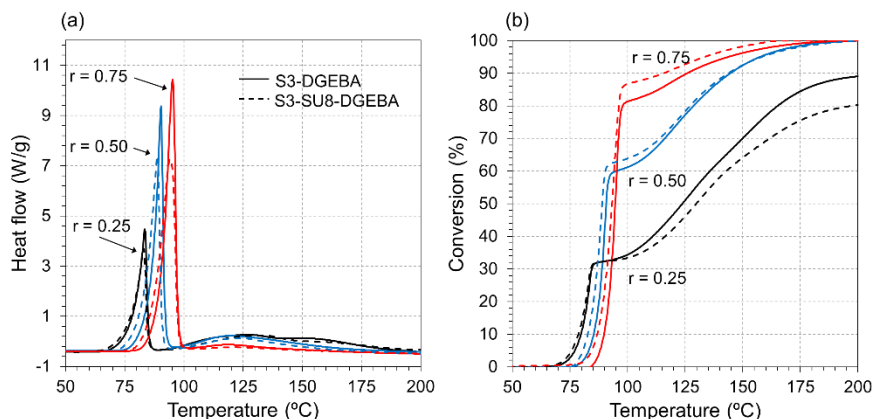 (a)
Heat flow (W/g)
11
9
7
5
3
1
-1
r = 0.75
r = 0.50
r = 0.25
S3-DGEBA
S3-SU8-DGEBA
50 75 100 125 150 175 200
Temperature (ºC)
(b)
Conversion (%)
100
90
80
70
60
50
40
30
20
10
0
r = 0.75
r = 0.50
r = 0.25
50 75 100 125 150 175 200
Temperature (ºC)